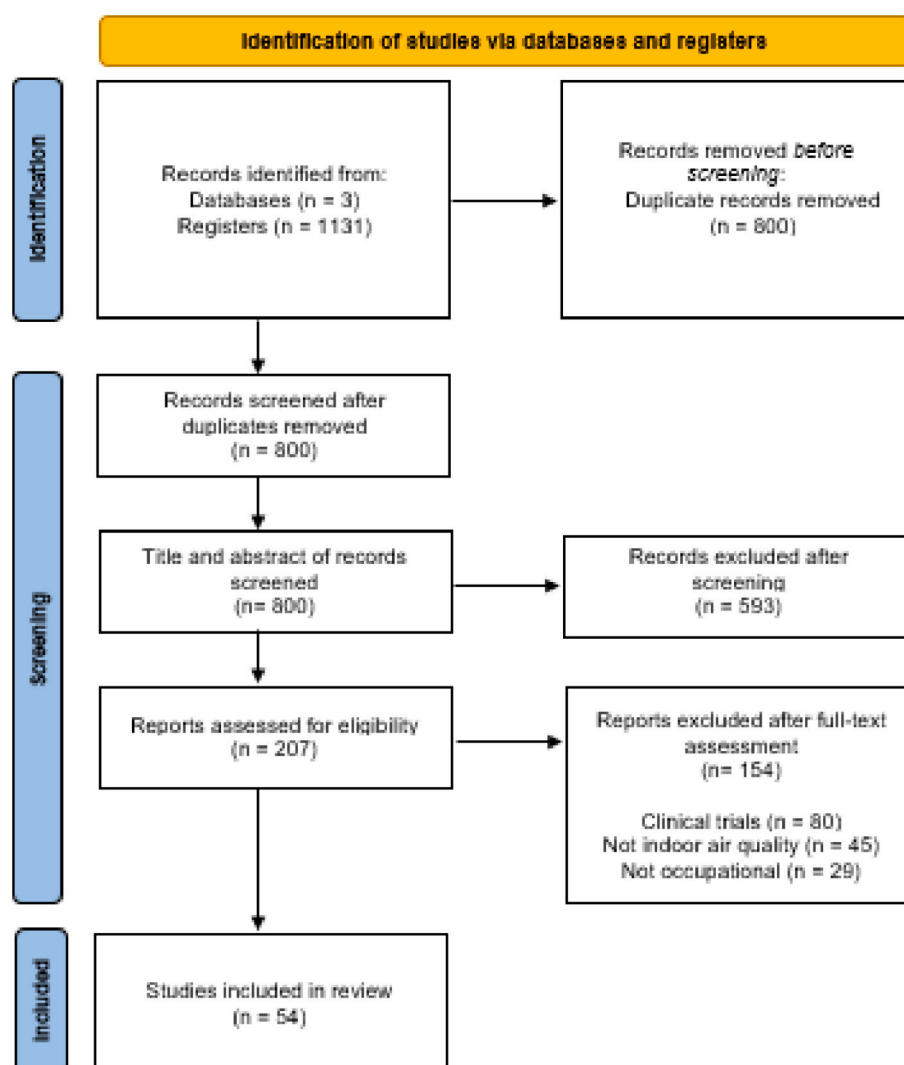 Identification of studies via databases and registers
Identification
Records identified from:
Databases (n = 3)
Registers (n = 1131)
Records removed before
screening:
Duplicate records removed
(n = 800)
Screening
Records screened after
duplicates removed
(n = 800)
Title and abstract of records
screened
(n= 800)
Records excluded after
screening
(n = 593)
Reports assessed for eligibility
(n = 207)
Reports excluded after full-text
assessment
(n= 154)
Clinical trials (n = 80)
Not indoor air quality (n = 45)
Not occupational (n = 29)
Included
Studies included in review
(n = 54)